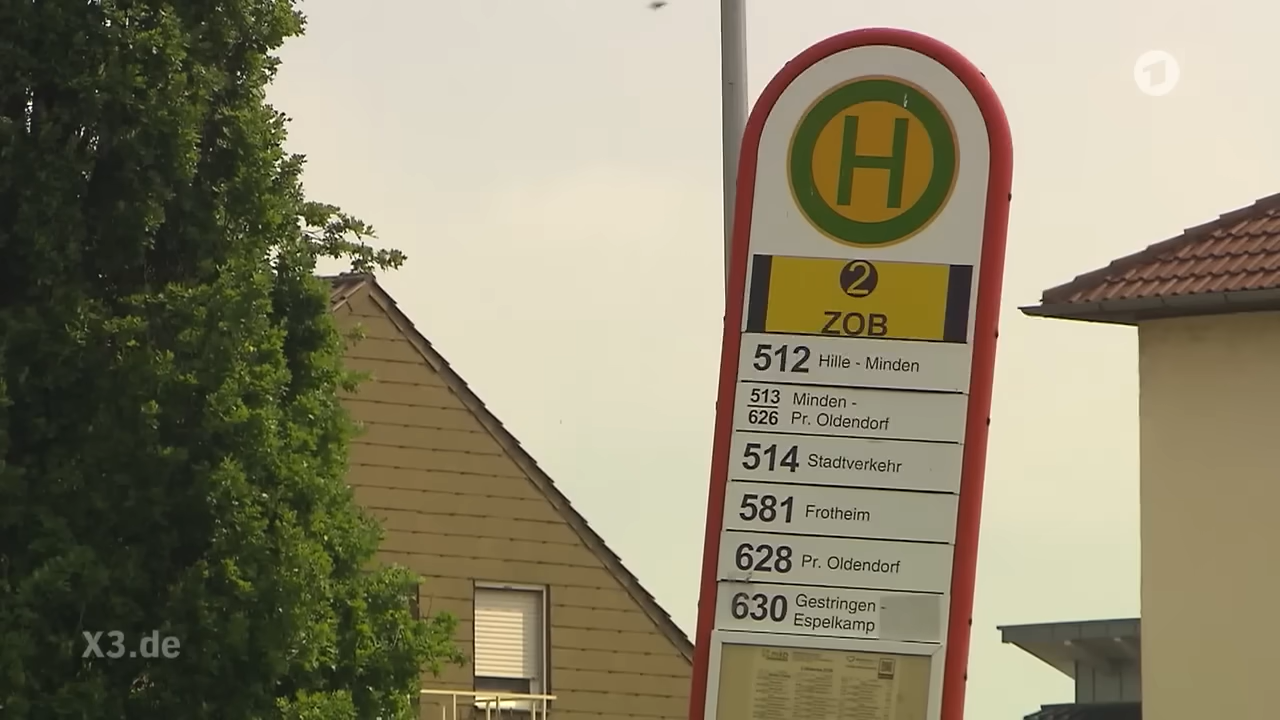 1
H
2
ZOB
512 Hille - Minden
513 Minden -
626 Pr. Oldendorf
514 Stadtverkehr
581 Frotheim
628 Pr. Oldendorf
630 Gestringen -
Espelkamp
X3.de